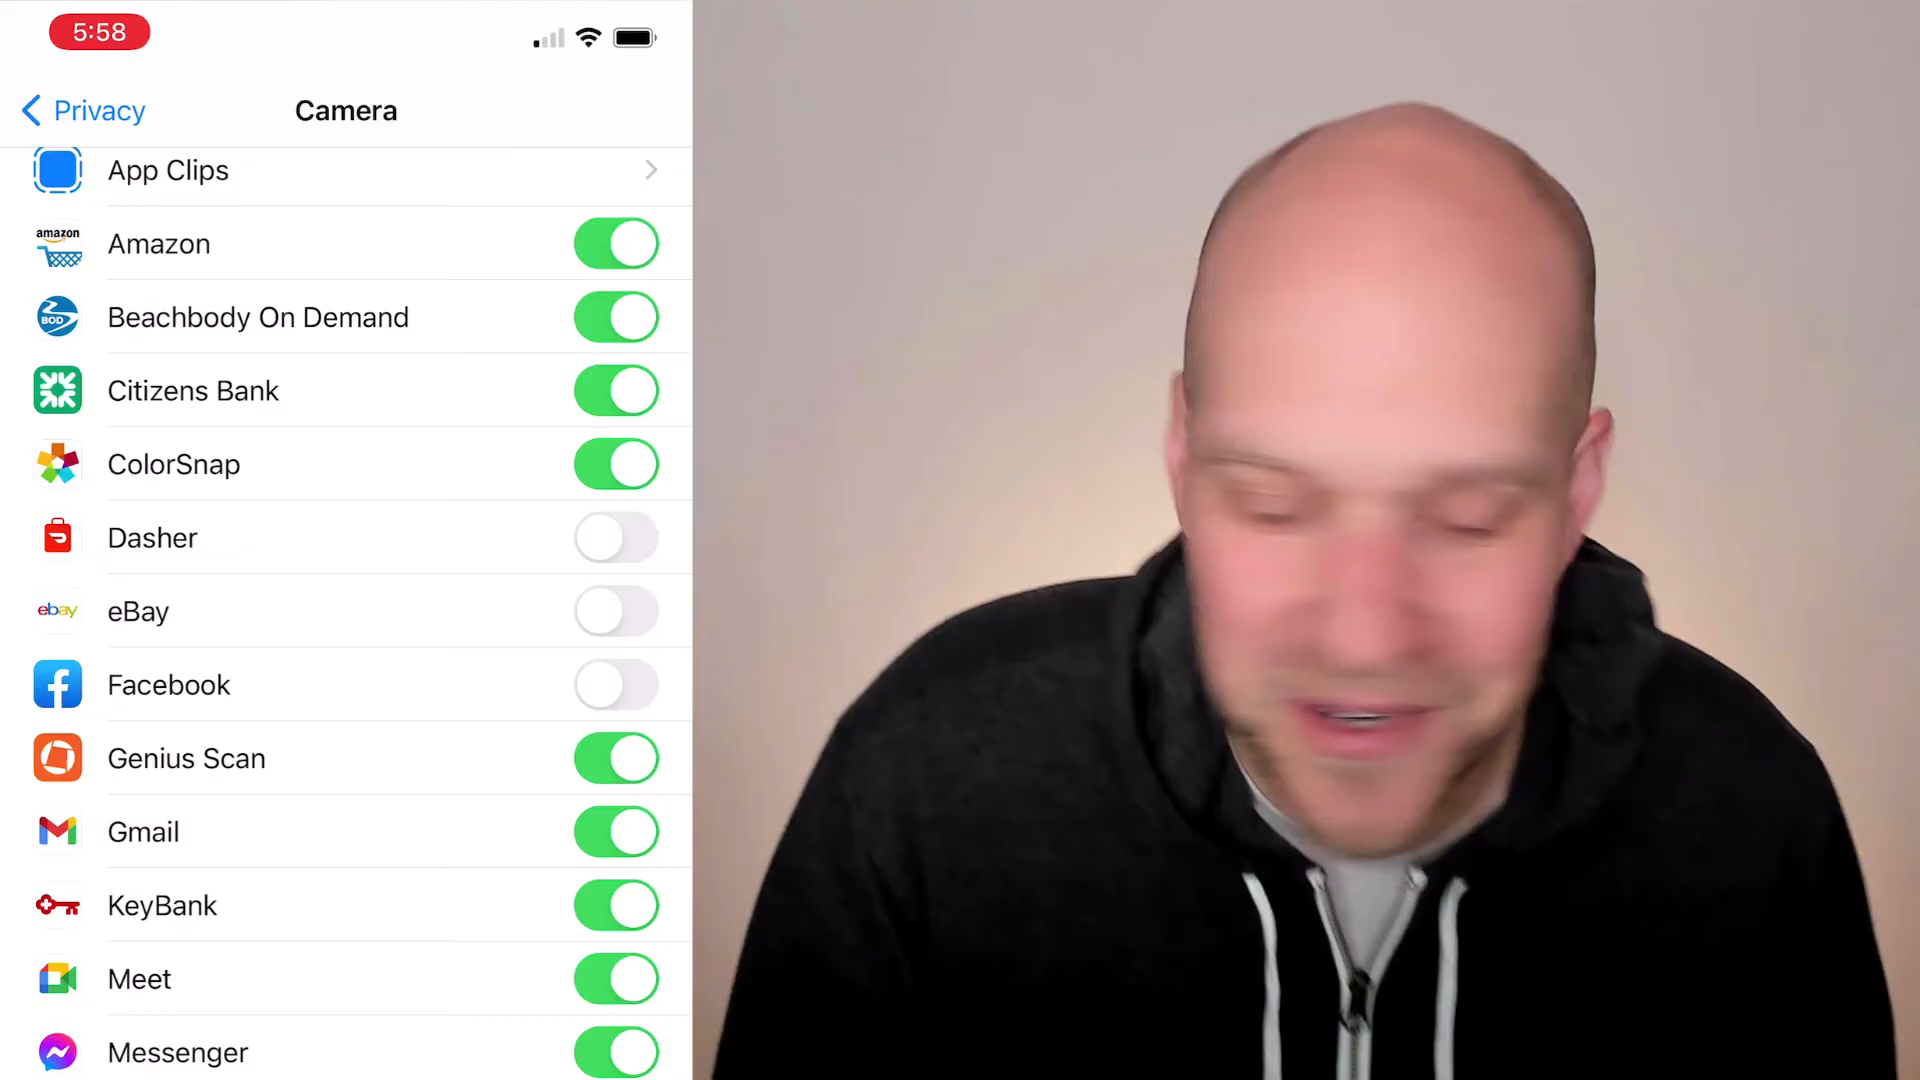 5:58
Privacy
Camera
App Clips
amazon
Amazon
BOD
Beachbody On Demand
Citizens Bank
ColorSnap
Dasher
ebay
eBay
Facebook
Genius Scan
Gmail
KeyBank
Meet
Messenger